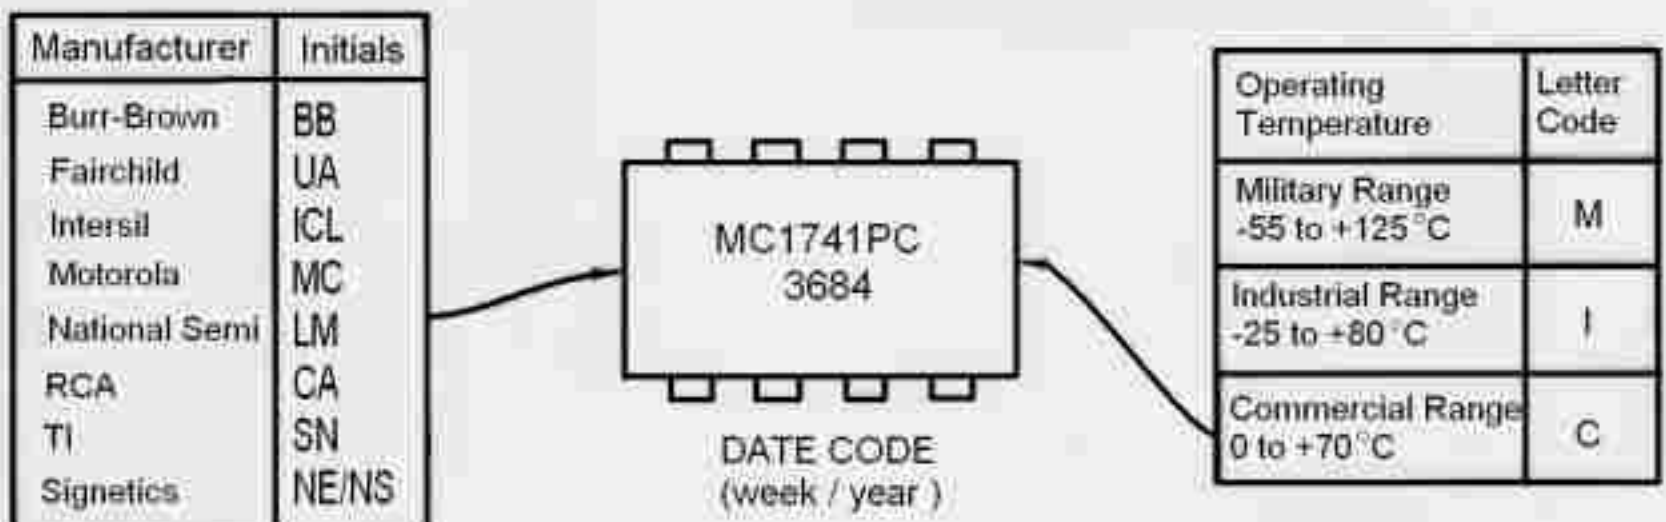 Manufacturer Initials
Burr-Brown BB
Fairchild UA
Intersil ICL
Motorola MC
National Semi LM
RCA CA
TI SN
Signetics NE/NS
MC1741PC
3684
DATE CODE
(week / year )
Operating Temperature Letter Code
Military Range
-55 to +125°C M
Industrial Range
-25 to +80°C I
Commercial Range
0 to +70°C C